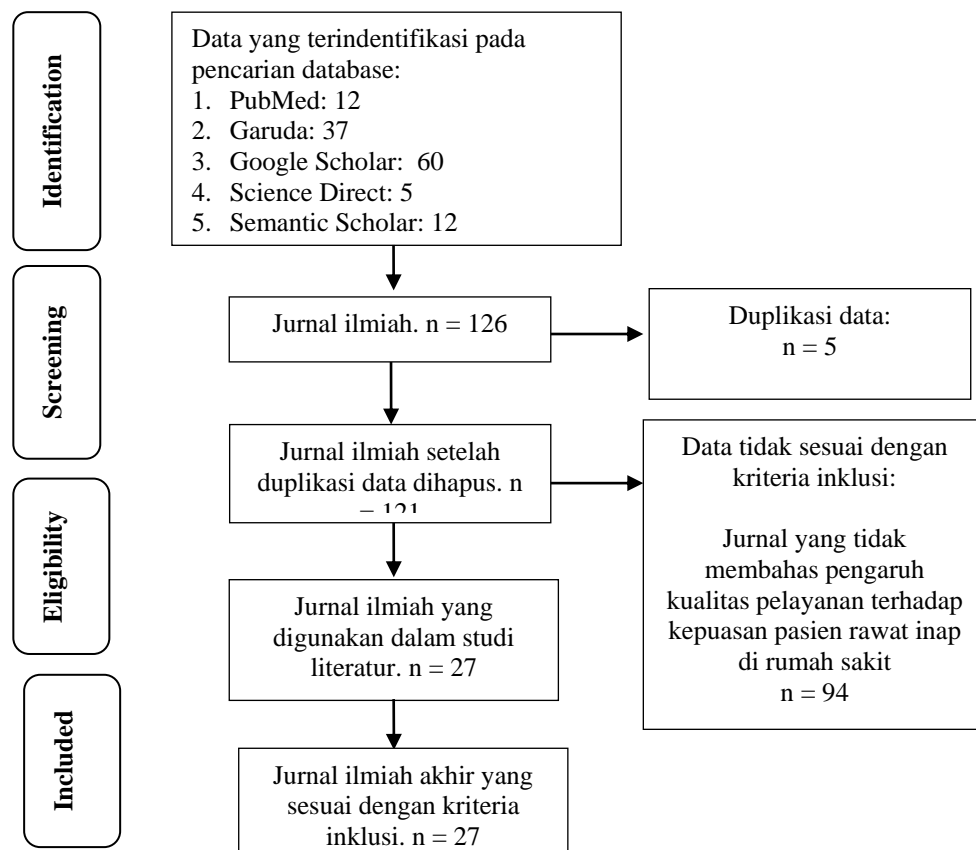 Identification
Data yang terindentifikasi pada
pencarian database:
1. PubMed: 12
2. Garuda: 37
3. Google Scholar: 60
4. Science Direct: 5
5. Semantic Scholar: 12
Screening
Jurnal ilmiah. n = 126
Duplikasi data:
n = 5
Jurnal ilmiah setelah
duplikasi data dihapus. n
= 121
Data tidak sesuai dengan
kriteria inklusi:
Jurnal yang tidak
membahas pengaruh
kualitas pelayanan terhadap
kepuasan pasien rawat inap
di rumah sakit
n = 94
Eligibility
Jurnal ilmiah yang
digunakan dalam studi
literatur. n = 27
Included
Jurnal ilmiah akhir yang
sesuai dengan kriteria
inklusi. n = 27